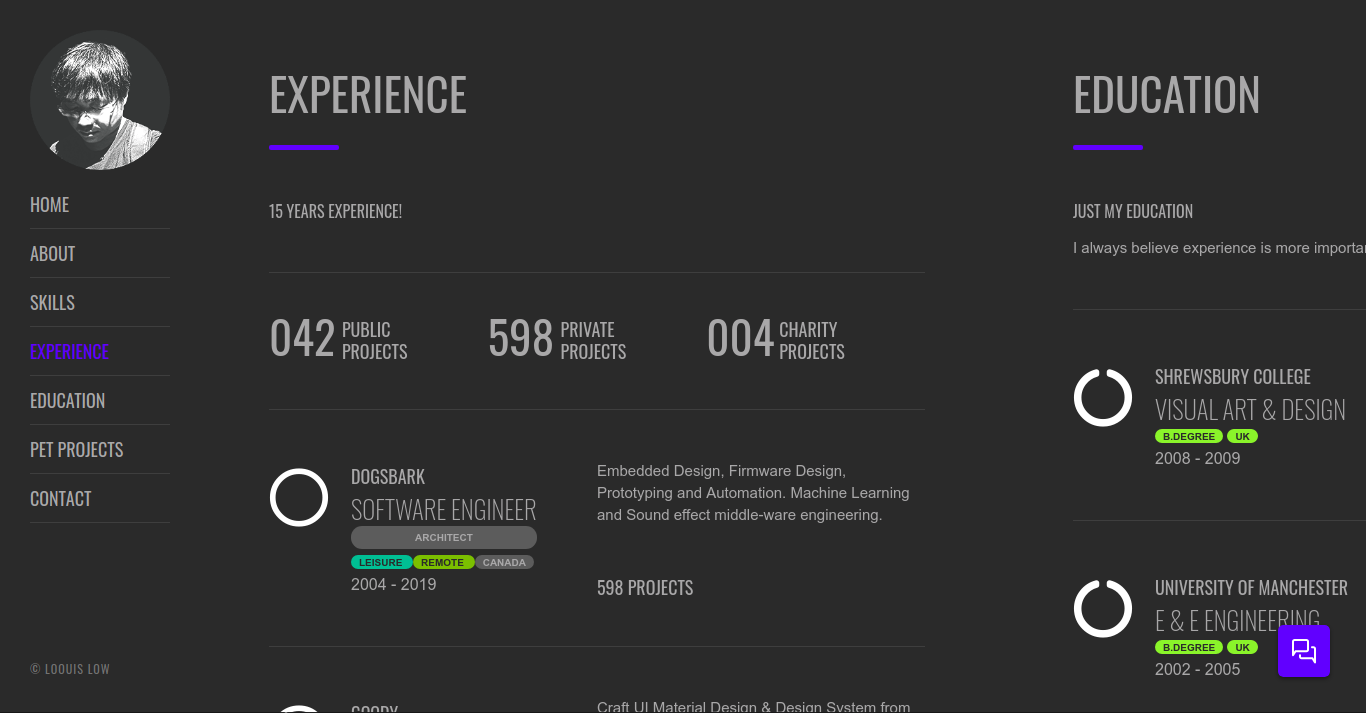 HOME
ABOUT
SKILLS
EXPERIENCE
EDUCATION
PET PROJECTS
CONTACT
© LOOUIS LOW
EXPERIENCE
15 YEARS EXPERIENCE!
042 PUBLIC PROJECTS
598 PRIVATE PROJECTS
004 CHARITY PROJECTS
DOGSBARK
SOFTWARE ENGINEER
ARCHITECT
LEISURE REMOTE CANADA
2004 - 2019
Embedded Design, Firmware Design,
Prototyping and Automation. Machine Learning
and Sound effect middle-ware engineering.
598 PROJECTS
GOODY
Craft UI Material Design & Design System from
EDUCATION
JUST MY EDUCATION
I always believe experience is more
SHREWSBURY COLLEGE
VISUAL ART & DESIGN
B.DEGREE UK
2008 - 2009
UNIVERSITY OF MANCHESTER
E & E ENGINEERING
B.DEGREE UK
2002 - 2005